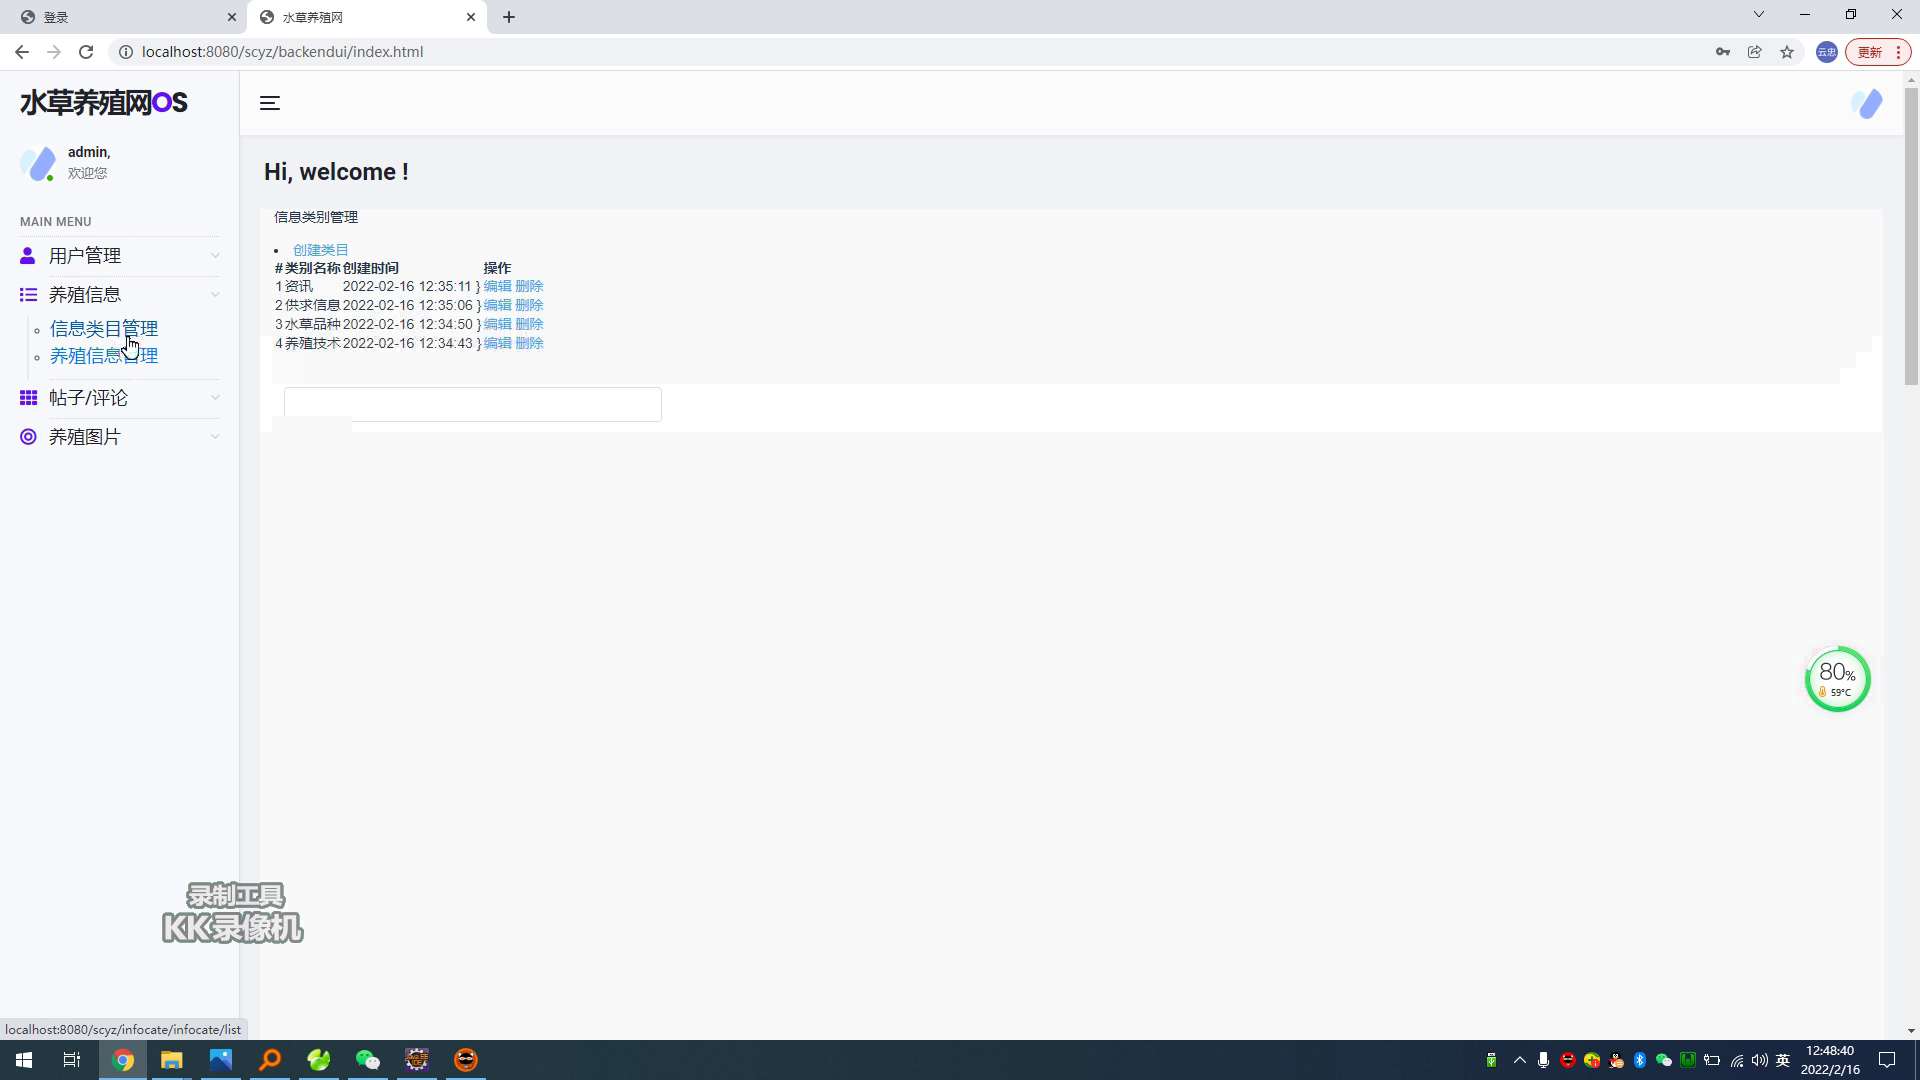 登录
水草养殖网
localhost:8080/scyz/backendui/index.html
云忠
更新
水草养殖网OS
admin,
欢迎您
MAIN MENU
用户管理
养殖信息
信息类目管理
养殖信息管理
帖子/评论
养殖图片
Hi, welcome !
信息类别管理
创建类目
# 类别名称 创建时间 操作
1 资讯 2022-02-16 12:35:11 } 编辑 删除
2 供求信息 2022-02-16 12:35:06 } 编辑 删除
3 水草品种 2022-02-16 12:34:50 } 编辑 删除
4 养殖技术 2022-02-16 12:34:43 } 编辑 删除
80%
59°C
录制工具
KK录像机
localhost:8080/scyz/infocate/infocate/list
英
12:48:40
2022/2/16